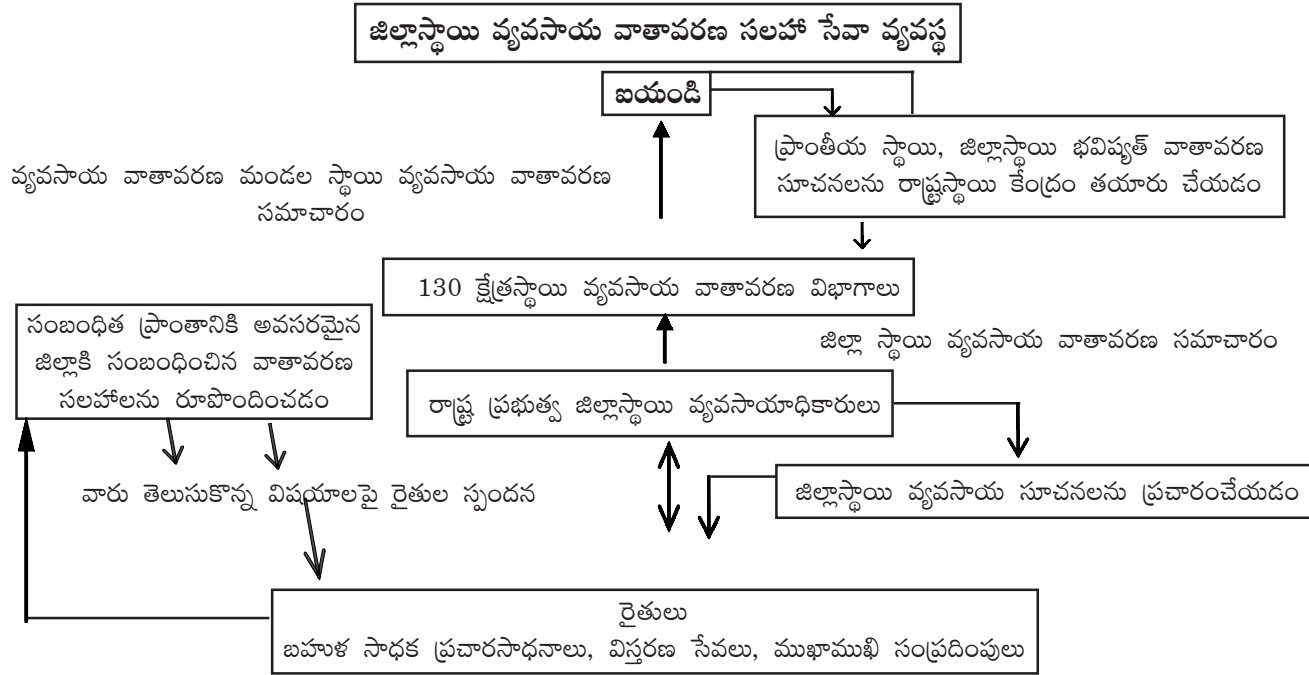 జిల్లాస్థాయి వ్యవసాయ వాతావరణ సలహా సేవా వ్యవస్థ
ఐయండి
ప్రాంతీయ స్థాయి, జిల్లాస్థాయి భవిష్యత్ వాతావరణ
సూచనలను రాష్ట్రస్థాయి కేంద్రం తయారు చేయడం
వ్యవసాయ వాతావరణ మండల స్థాయి వ్యవసాయ వాతావరణ
సమాచారం
130 క్షేత్రస్థాయి వ్యవసాయ వాతావరణ విభాగాలు
సంబంధిత ప్రాంతానికి అవసరమైన
జిల్లాకి సంబంధించిన వాతావరణ
సలహాలను రూపొందించడం
జిల్లా స్థాయి వ్యవసాయ వాతావరణ సమాచారం
రాష్ట్ర ప్రభుత్వ జిల్లాస్థాయి వ్యవసాయాధికారులు
వారు తెలుసుకొన్న విషయాలపై రైతుల స్పందన
జిల్లాస్థాయి వ్యవసాయ సూచనలను ప్రచారంచేయడం
రైతులు
బహుళ సాధక ప్రచారసాధనాలు, విస్తరణ సేవలు, ముఖాముఖి సంప్రదింపులు